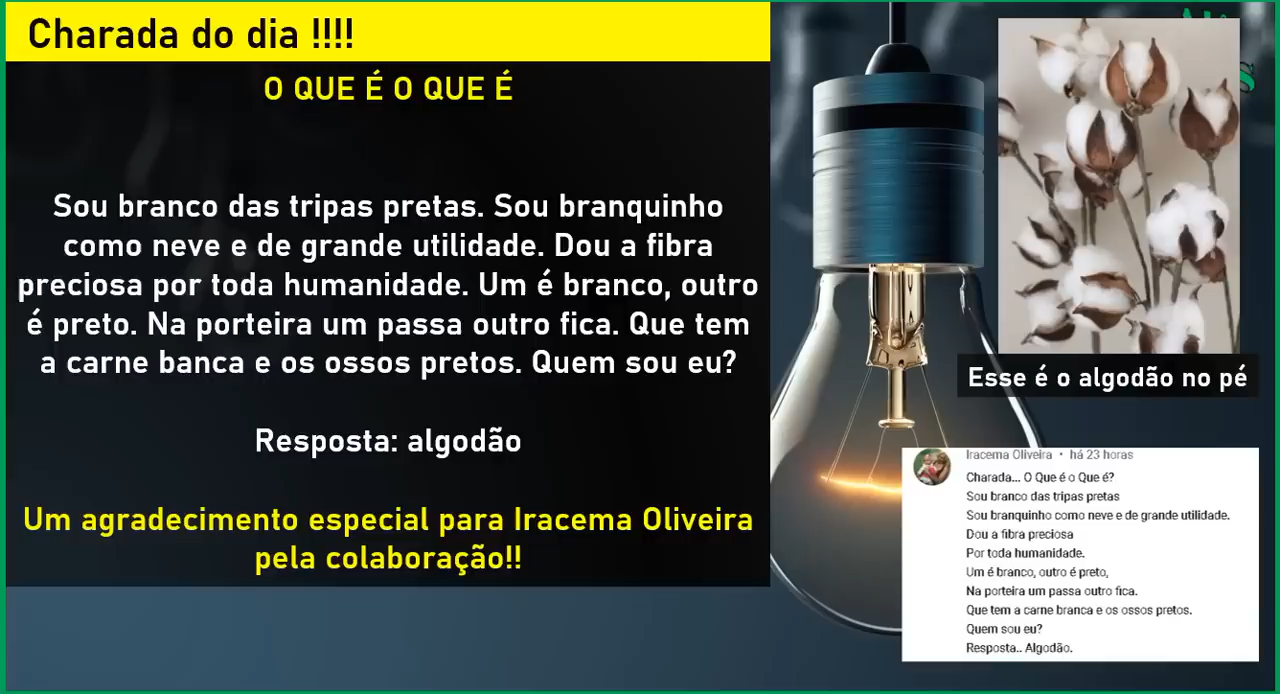 Charada do dia !!!!
O QUE É O QUE É
Sou branco das tripas pretas. Sou branquinho
como neve e de grande utilidade. Dou a fibra
preciosa por toda humanidade. Um é branco, outro
é preto. Na porteira um passa outro fica. Que tem
a carne banca e os ossos pretos. Quem sou eu?
Resposta: algodão
Um agradecimento especial para Iracema Oliveira
pela colaboração!!
Esse é o algodão no pé
Iracema Oliveira • há 23 horas
Charada... O Que é o Que é?
Sou branco das tripas pretas
Sou branquinho como neve e de grande utilidade.
Dou a fibra preciosa
Por toda humanidade.
Um é branco, outro é preto,
Na porteira um passa outro fica.
Que tem a carne branca e os ossos pretos.
Quem sou eu?
Resposta.. Algodão.